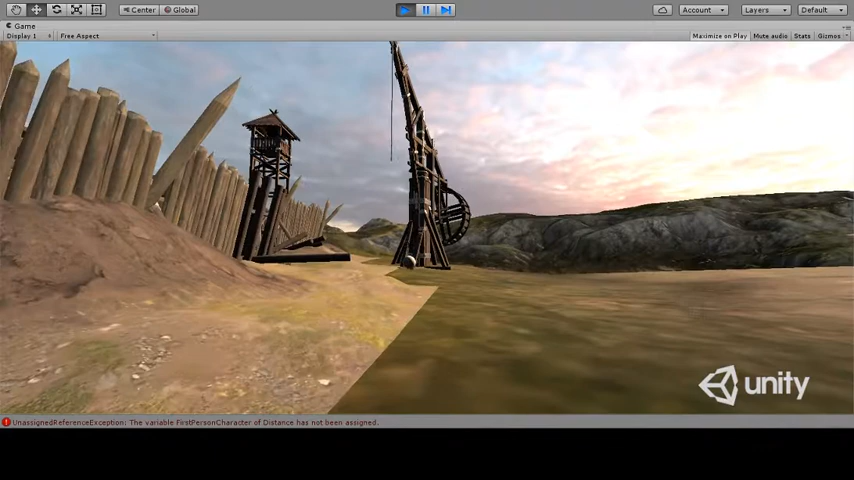 Center Global Account Layers Default
Game
Display 1 Free Aspect Maximize on Play Mute audio Stats Gizmos
unity
UnassignedReferenceException: The variable FirstPersonCharacter of Distance has not been assigned.